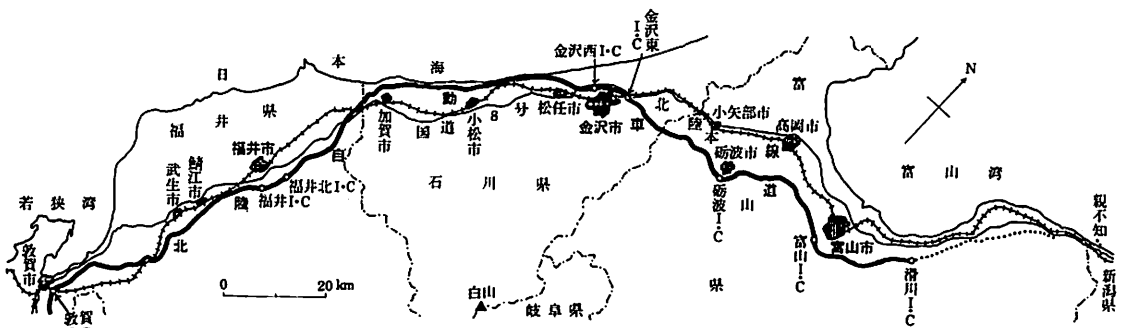 日本海
福井県
若狭湾
敦賀市
敦賀
武生市
鯖江市
福井市
福井I・C
福井北I・C
北陸自動車道
加賀市
国道8号
小松市
松任市
金沢西I・C
金沢東I・C
金沢市
石川県
北陸本線
小矢部市
高岡市
砺波市
砺波I・C
富山県
富山市
富山I・C
滑川I・C
富山湾
親不知
新潟県
白山
岐阜県
0
20km
N